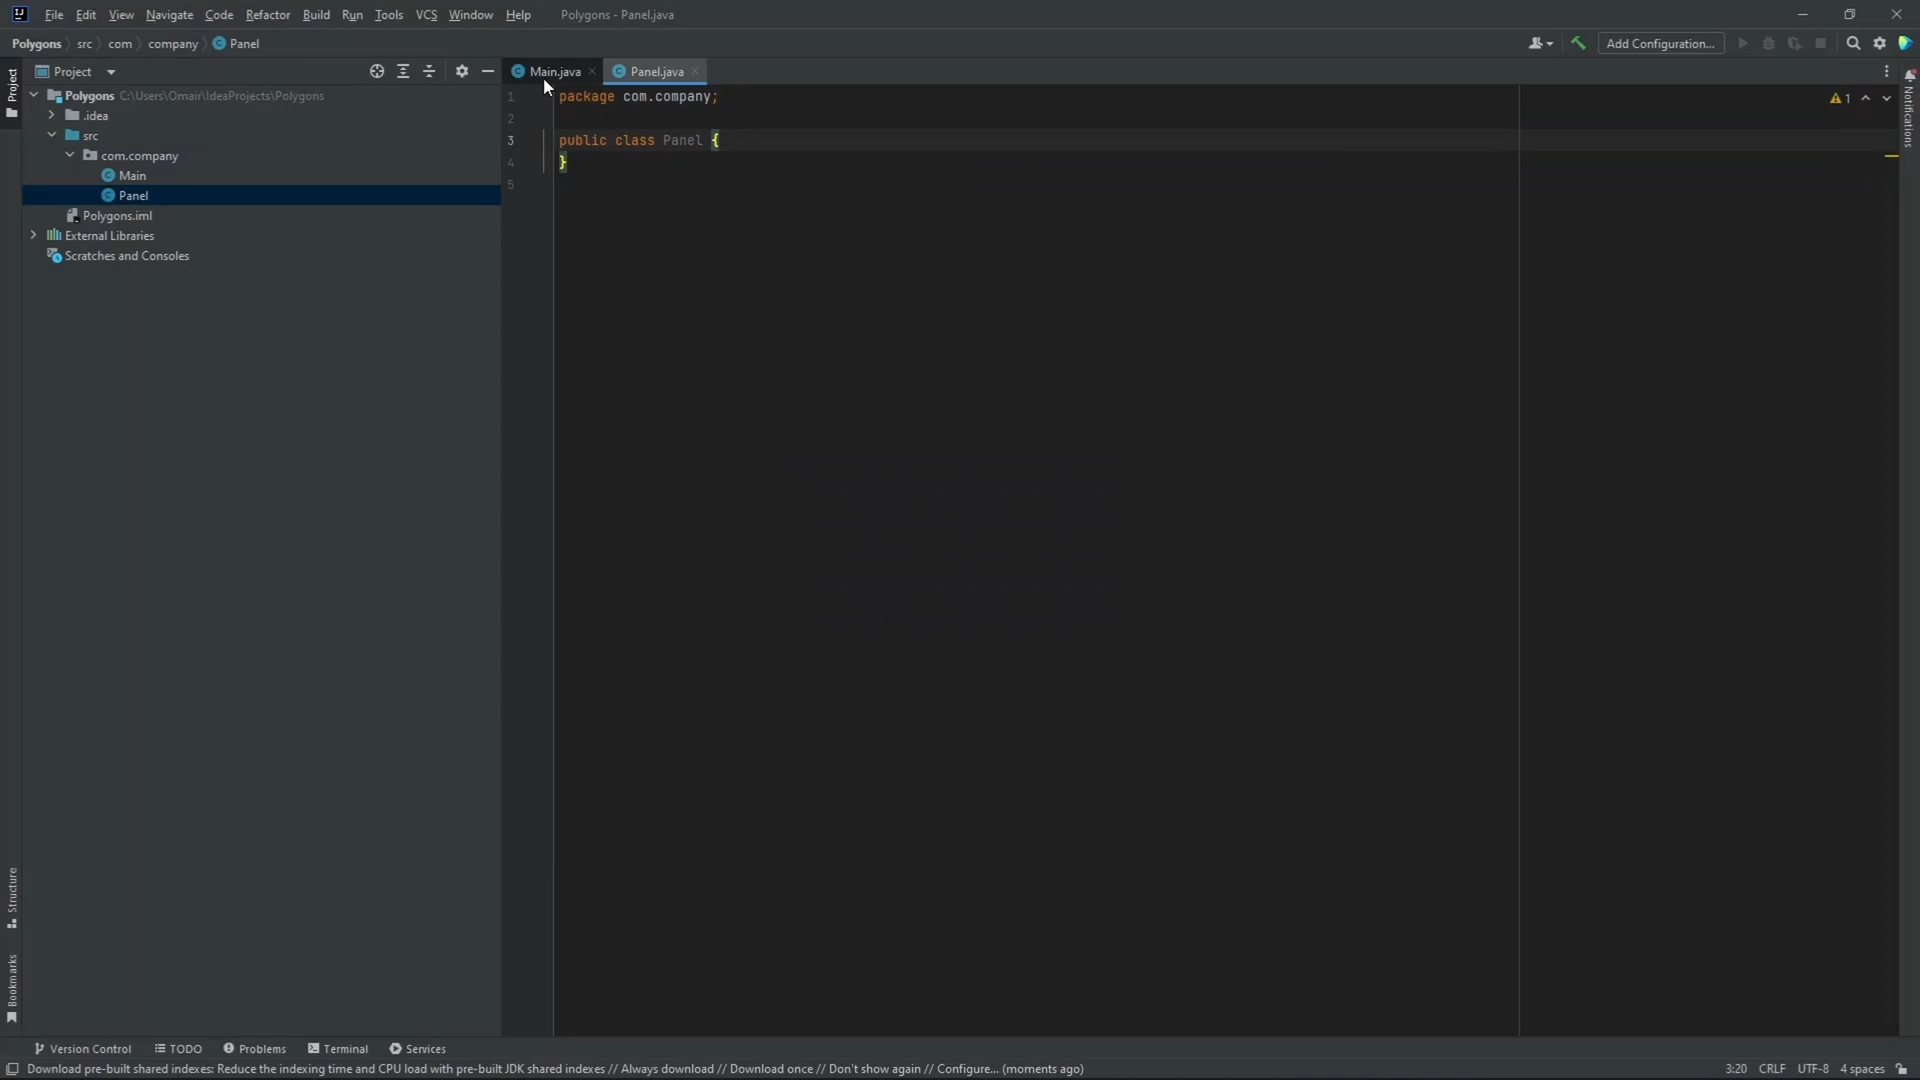 File Edit View Navigate Code Refactor Build Run Tools VCS Window Help Polygons - Panel.java
Polygons src com company Panel Add Configuration...
Project
Main.java Panel.java
Project
Polygons C:\Users\Omair\IdeaProjects\Polygons
.idea
src
com.company
Main
Panel
Polygons.iml
External Libraries
Scratches and Consoles
1 package com.company;
2
3 public class Panel {
4 }
5
1
Notifications
Structure
Bookmarks
Version Control TODO Problems Terminal Services
Download pre-built shared indexes: Reduce the indexing time and CPU load with pre-built JDK shared indexes // Always download // Download once // Don't show again // Configure... (moments ago) 3:20 CRLF UTF-8 4 spaces